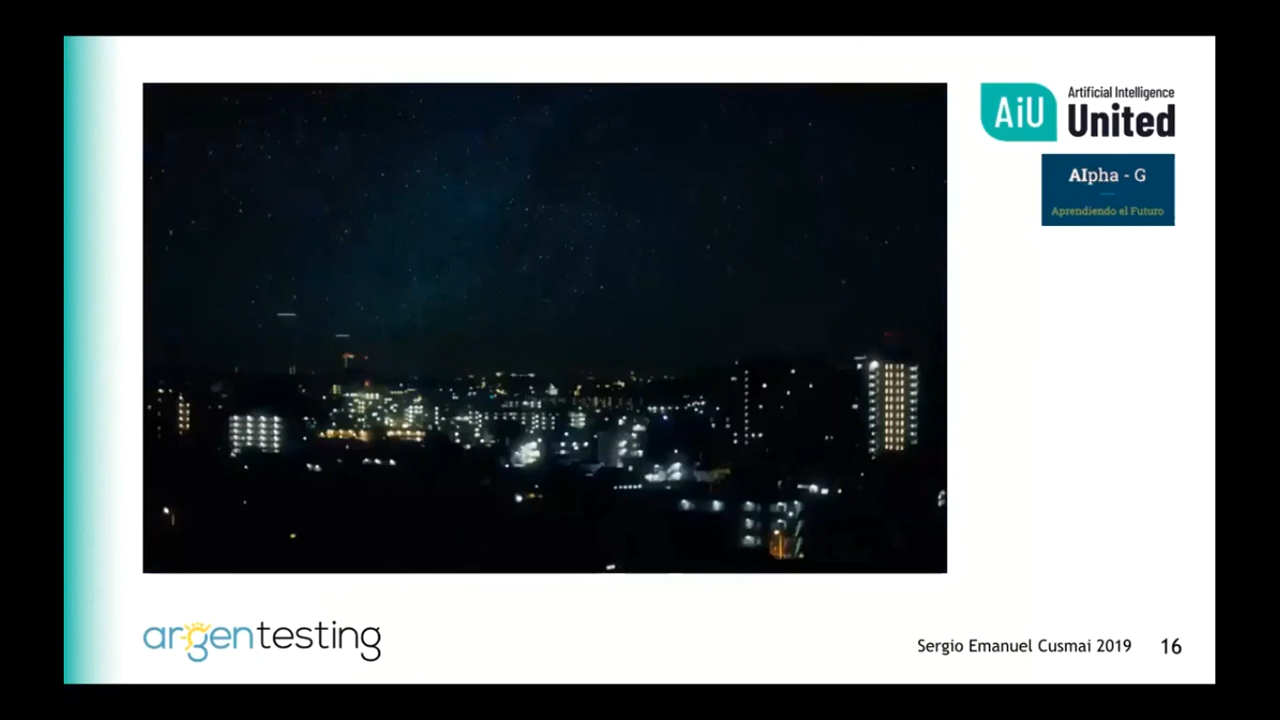 AiU
Artificial Intelligence
United
AIpha - G
Aprendiendo el Futuro
argentesting
Sergio Emanuel Cusmai 2019
16